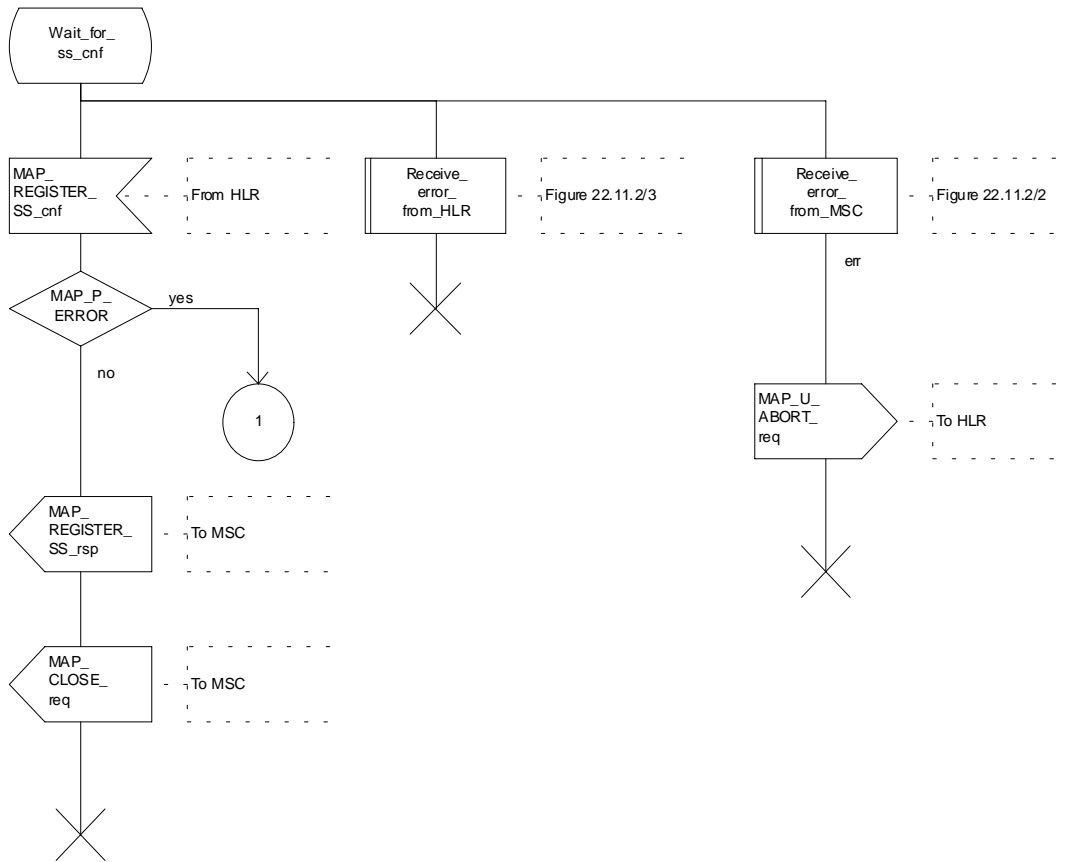 Wait_for_
ss_cnf
MAP_
REGISTER_
SS_cnf
From HLR
Receive_
error_
from_HLR
Figure 22.11.2/3
Receive_
error_
from_MSC
Figure 22.11.2/2
err
MAP_P_
ERROR
yes
no
1
MAP_U_
ABORT_
req
To HLR
MAP_
REGISTER_
SS_rsp
To MSC
MAP_
CLOSE_
req
To MSC